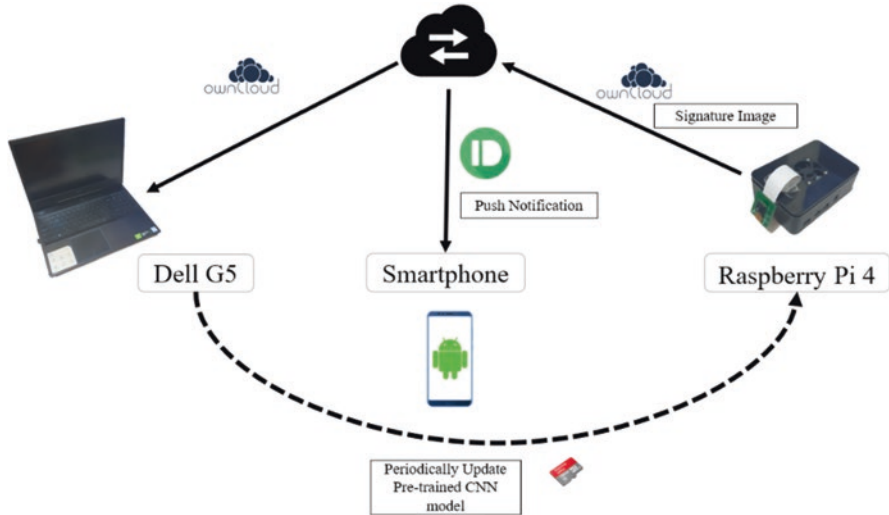 ownCloud
ownCloud
Signature Image
Push Notification
Dell G5
Smartphone
Raspberry Pi 4
Periodically Update
Pre-trained CNN
model